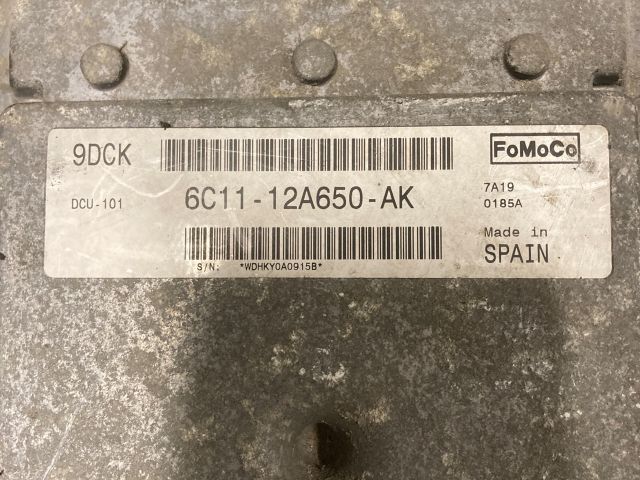 9DCK
FoMoCo
DCU-101
6C11-12A650-AK
7A19
0185A
Made in
SPAIN
S/N: *WDHKY0A0915B*